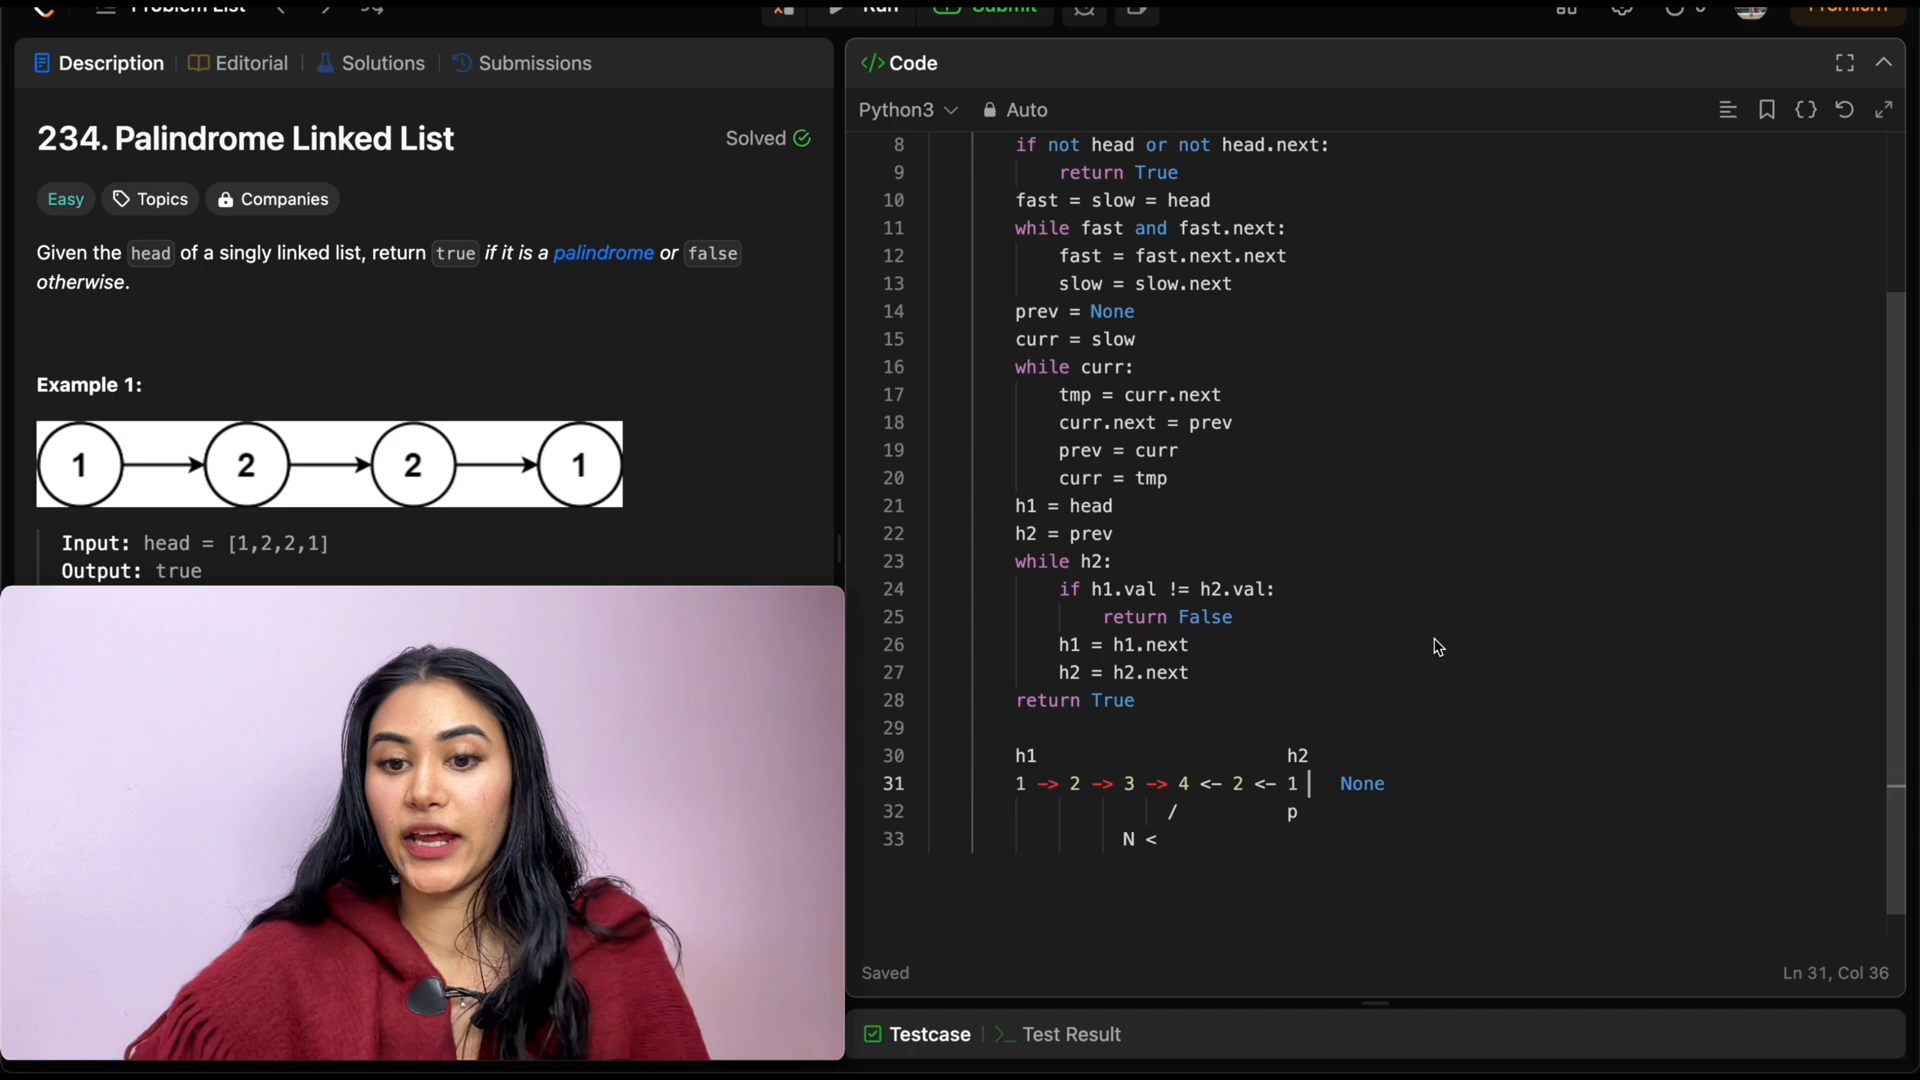 Problem List
Run
Submit
0
Premium
Description
Editorial
Solutions
Submissions
234. Palindrome Linked List
Solved
Easy
Topics
Companies
Given the head of a singly linked list, return true if it is a palindrome or false
otherwise.
Example 1:
1 2 2 1
Input: head = [1,2,2,1]
Output: true
</> Code
Python3
Auto
8 if not head or not head.next:
9 return True
10 fast = slow = head
11 while fast and fast.next:
12 fast = fast.next.next
13 slow = slow.next
14 prev = None
15 curr = slow
16 while curr:
17 tmp = curr.next
18 curr.next = prev
19 prev = curr
20 curr = tmp
21 h1 = head
22 h2 = prev
23 while h2:
24 if h1.val != h2.val:
25 return False
26 h1 = h1.next
27 h2 = h2.next
28 return True
29
30 h1 h2
31 1 -> 2 -> 3 -> 4 <- 2 <- 1 None
32 / p
33 N <
Saved
Ln 31, Col 36
Testcase
Test Result